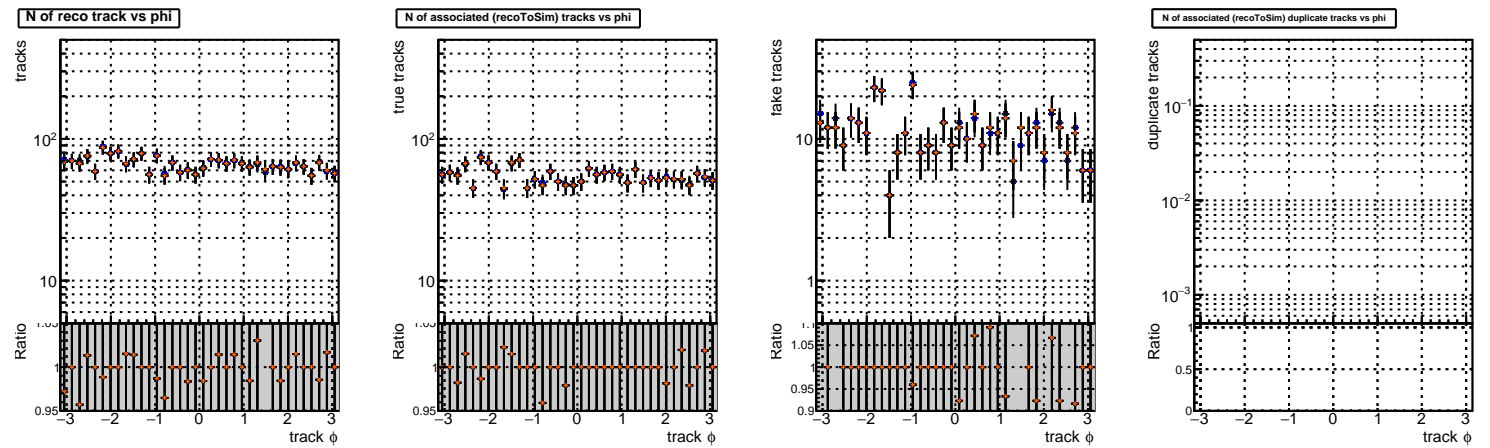 N of reco track vs phi
tracks
10²
10
Ratio
1.05
1
0.95
−3 −2 −1 0 1 2 3
track ϕ
N of associated (recoToSim) tracks vs phi
true tracks
10²
10
Ratio
1.05
1
0.95
−3 −2 −1 0 1 2 3
track ϕ
fake tracks
10
1
Ratio
1.1
1.05
1
0.95
0.9
−3 −2 −1 0 1 2 3
track ϕ
N of associated (recoToSim) duplicate tracks vs phi
duplicate tracks
10⁻¹
10⁻²
10⁻³
Ratio
1
0.5
0
−3 −2 −1 0 1 2 3
track ϕ